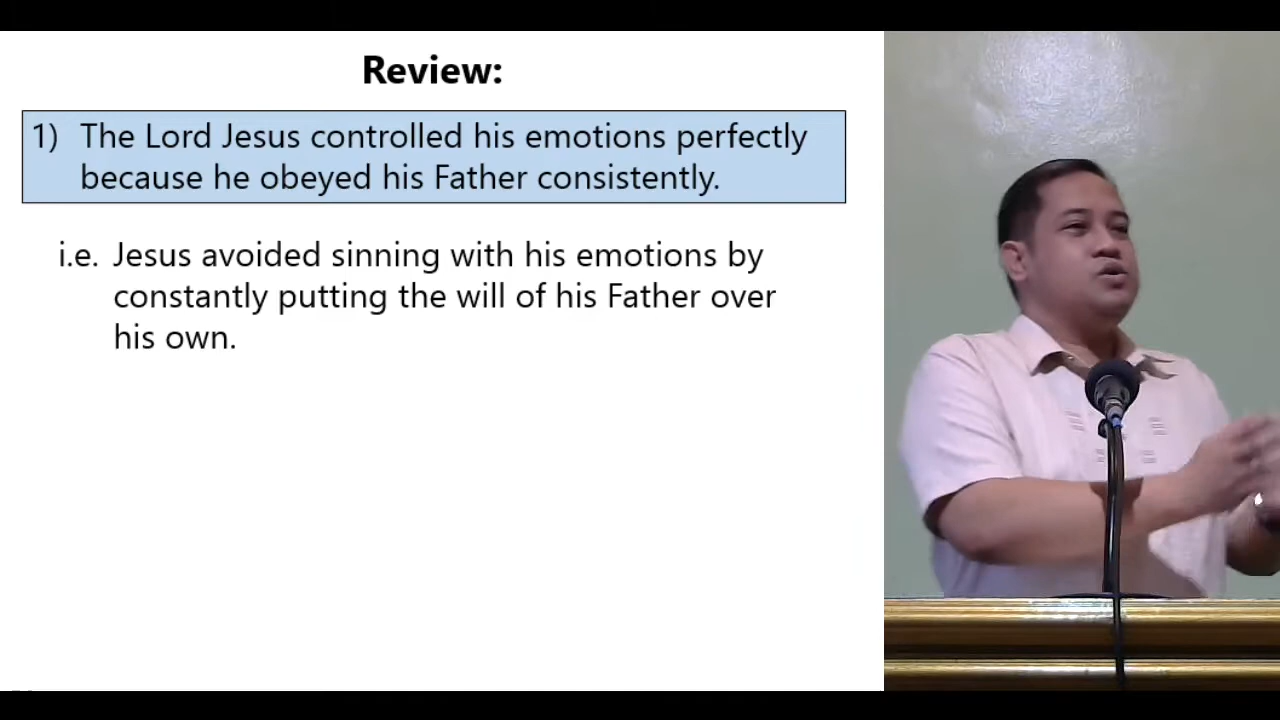 Review:
1) The Lord Jesus controlled his emotions perfectly
because he obeyed his Father consistently.
i.e. Jesus avoided sinning with his emotions by
constantly putting the will of his Father over
his own.